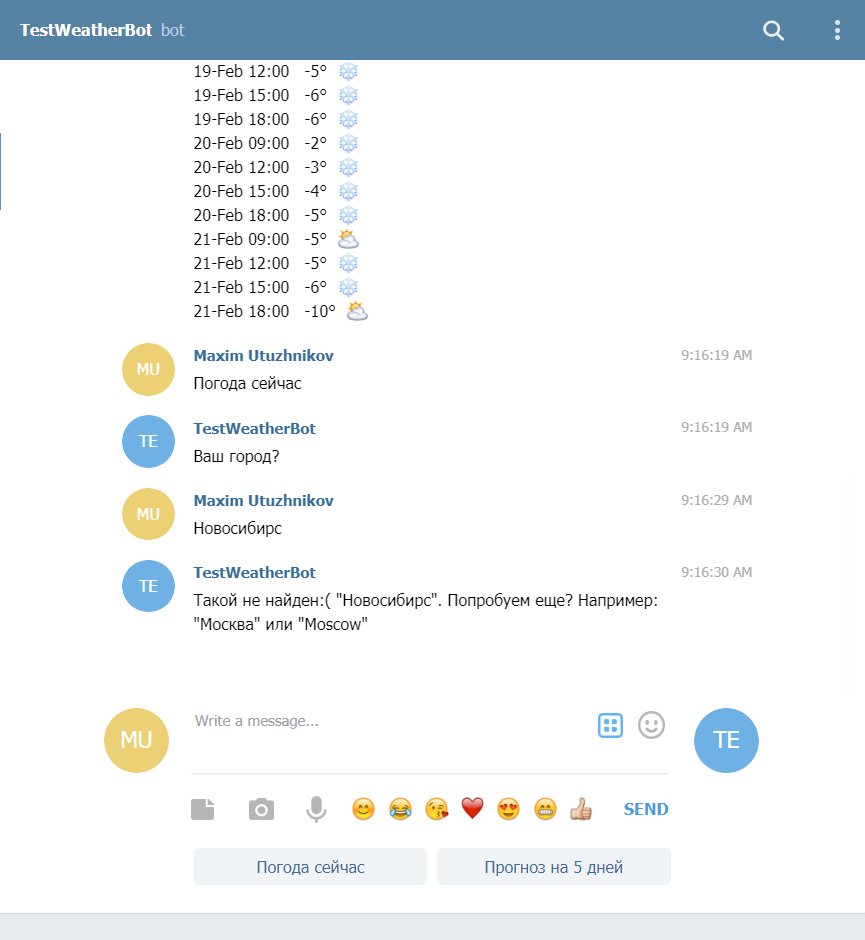 TestWeatherBot bot
19-Feb 12:00 -5°
19-Feb 15:00 -6°
19-Feb 18:00 -6°
20-Feb 09:00 -2°
20-Feb 12:00 -3°
20-Feb 15:00 -4°
20-Feb 18:00 -5°
21-Feb 09:00 -5°
21-Feb 12:00 -5°
21-Feb 15:00 -6°
21-Feb 18:00 -10°
MU Maxim Utuzhnikov 9:16:19 AM
Погода сейчас
TE TestWeatherBot 9:16:19 AM
Ваш город?
MU Maxim Utuzhnikov 9:16:29 AM
Новосибирс
TE TestWeatherBot 9:16:30 AM
Такой не найден:( "Новосибирс". Попробуем еще? Например:
"Москва" или "Moscow"
MU Write a message... TE
SEND
Погода сейчас Прогноз на 5 дней